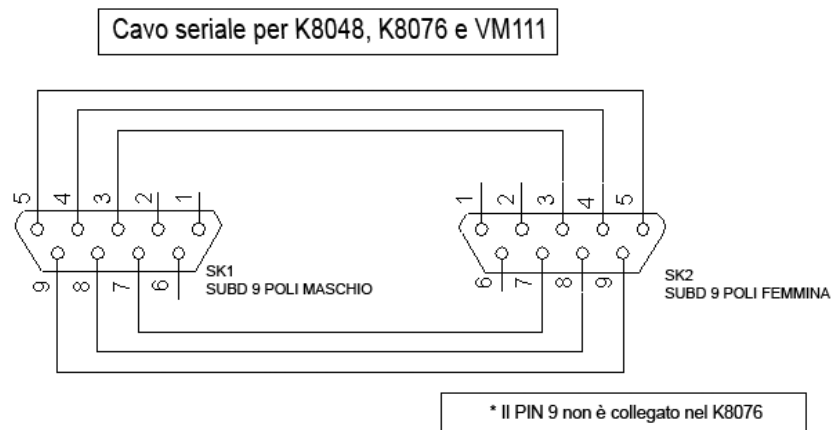 Cavo seriale per K8048, K8076 e VM111
5 4 3 2 1
1 2 3 4 5
9 8 7 6
SK1
SUBD 9 POLI MASCHIO
6 7 8 9
SK2
SUBD 9 POLI FEMMINA
* Il PIN 9 non è collegato nel K8076